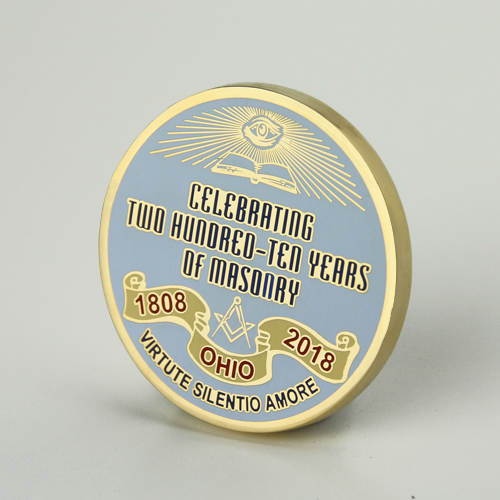 CELEBRATING
TWO HUNDRED-TEN YEARS
OF MASONRY
1808
OHIO
2018
VIRTUTE SILENTIO AMORE